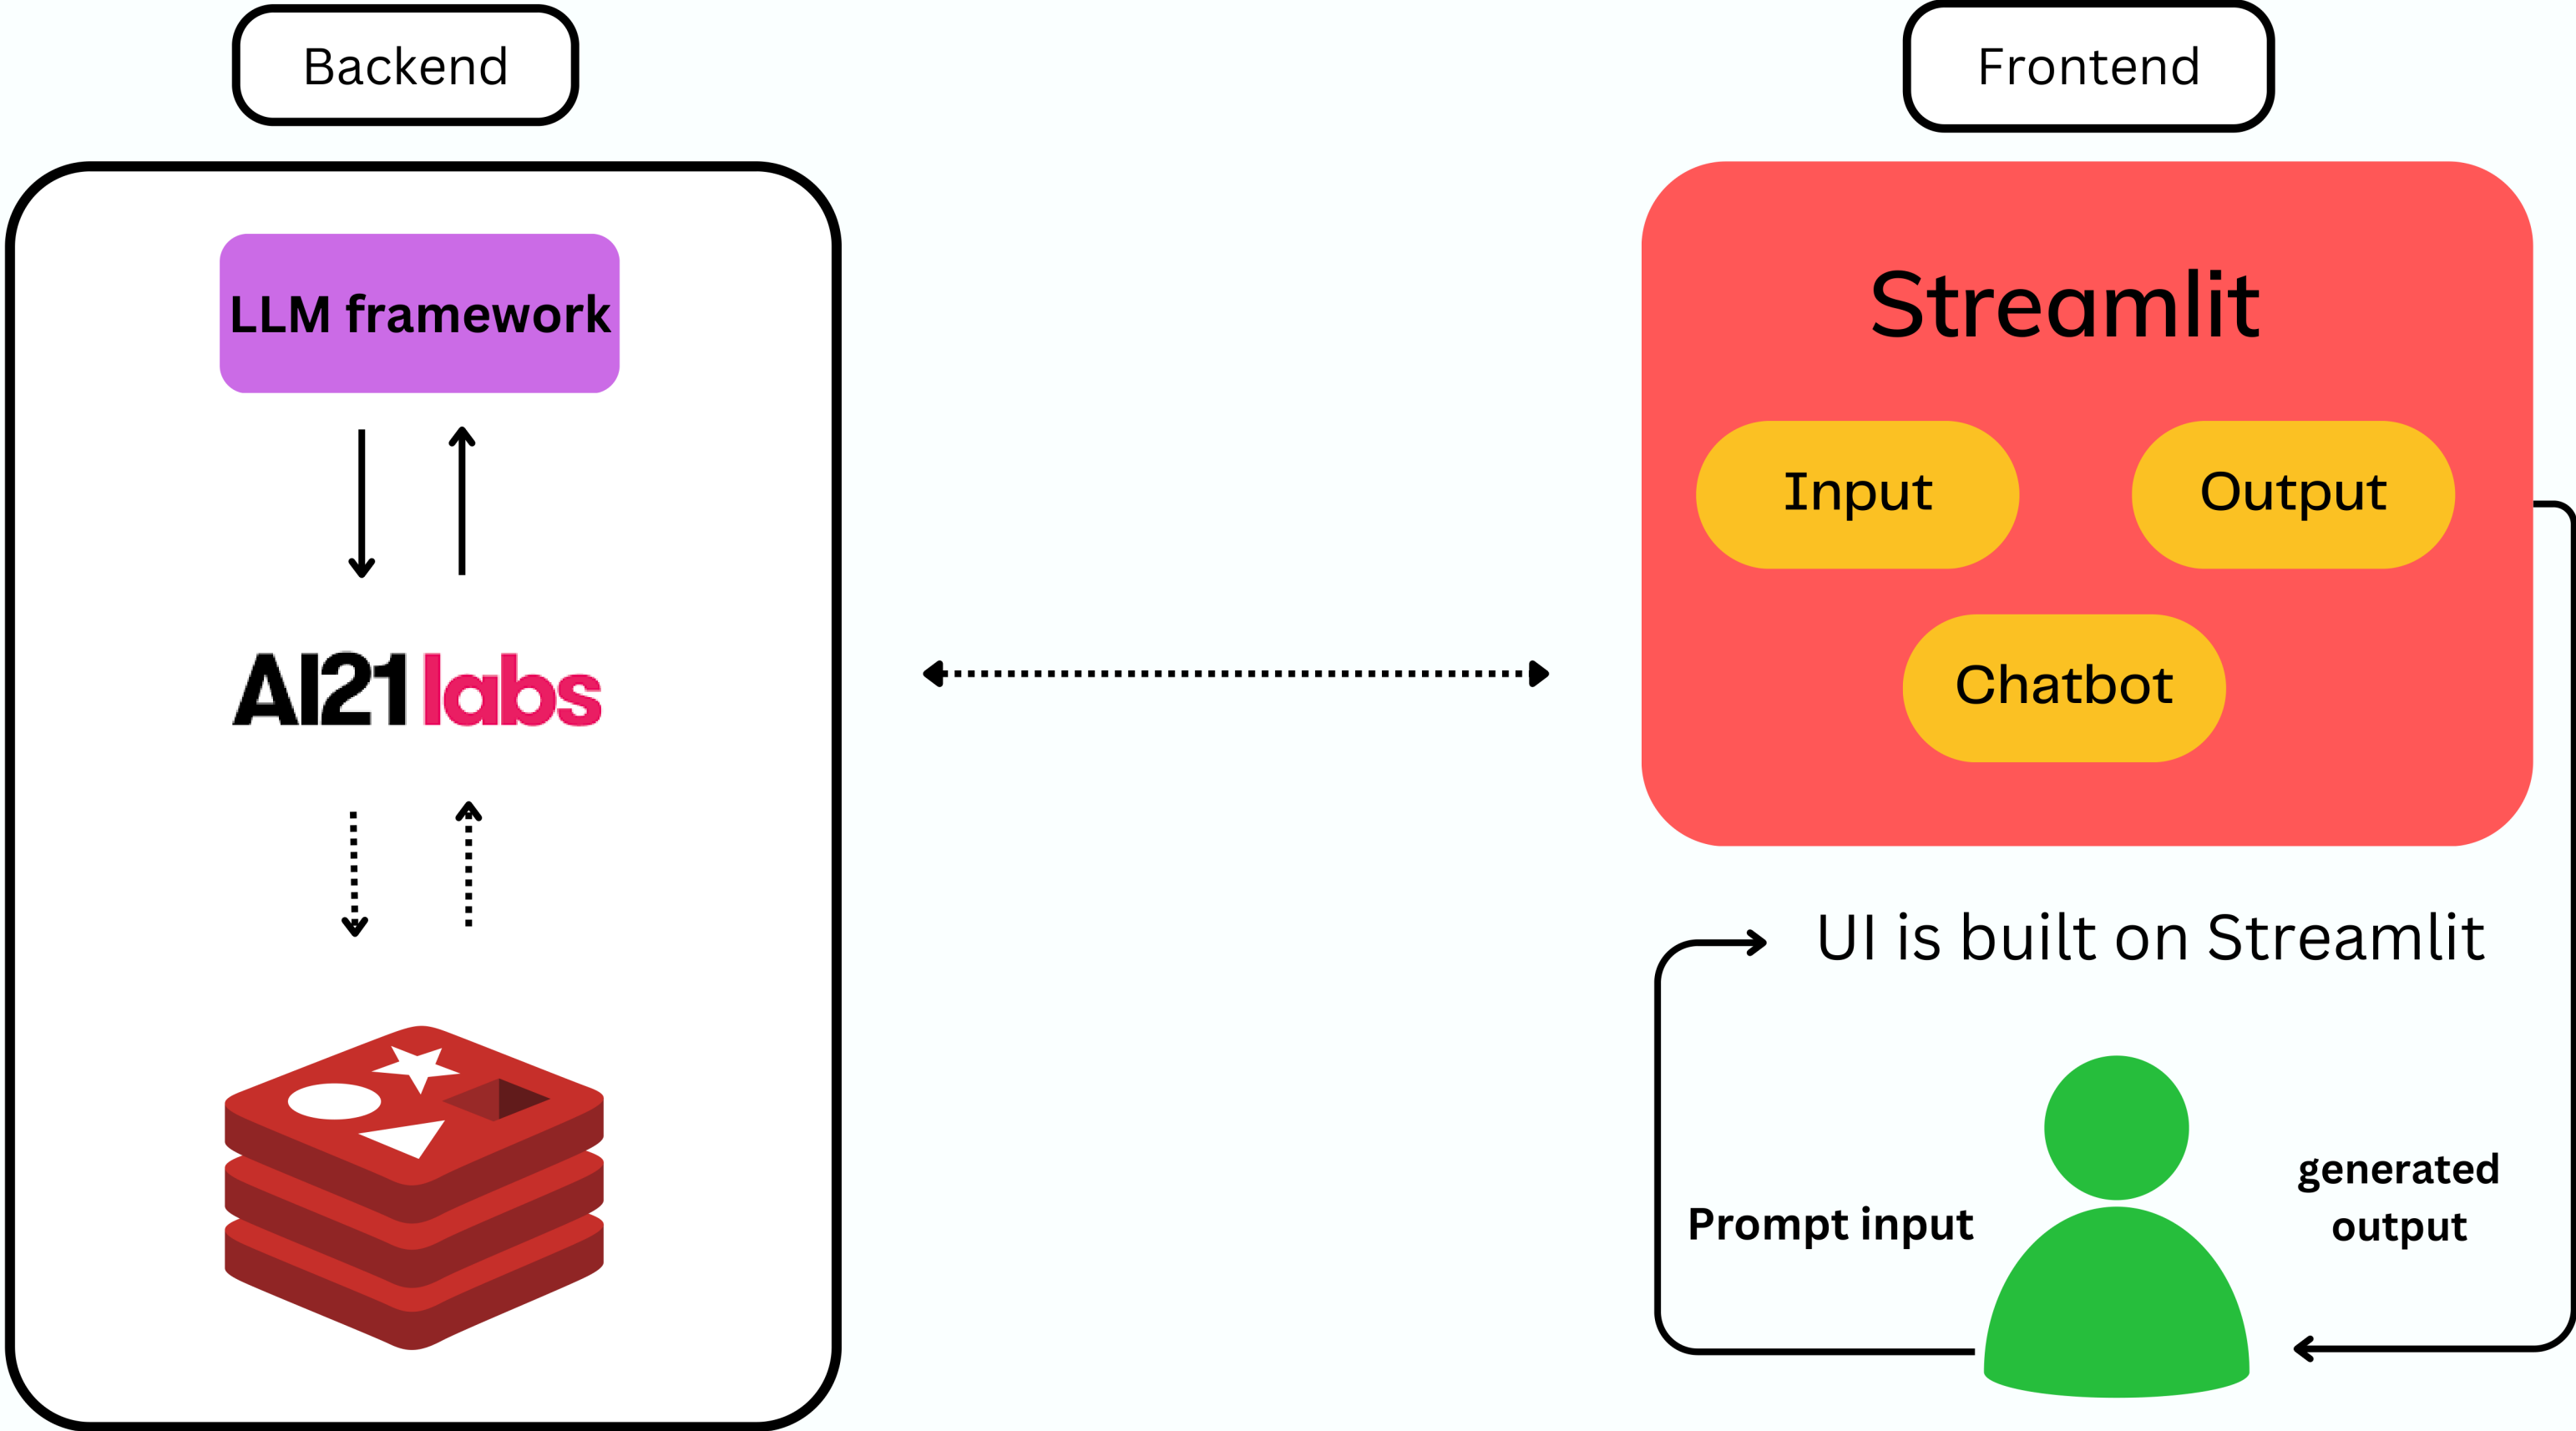 Backend
LLM framework
AI21 labs
Frontend
Streamlit
Input
Output
Chatbot
UI is built on Streamlit
Prompt input
generated
output